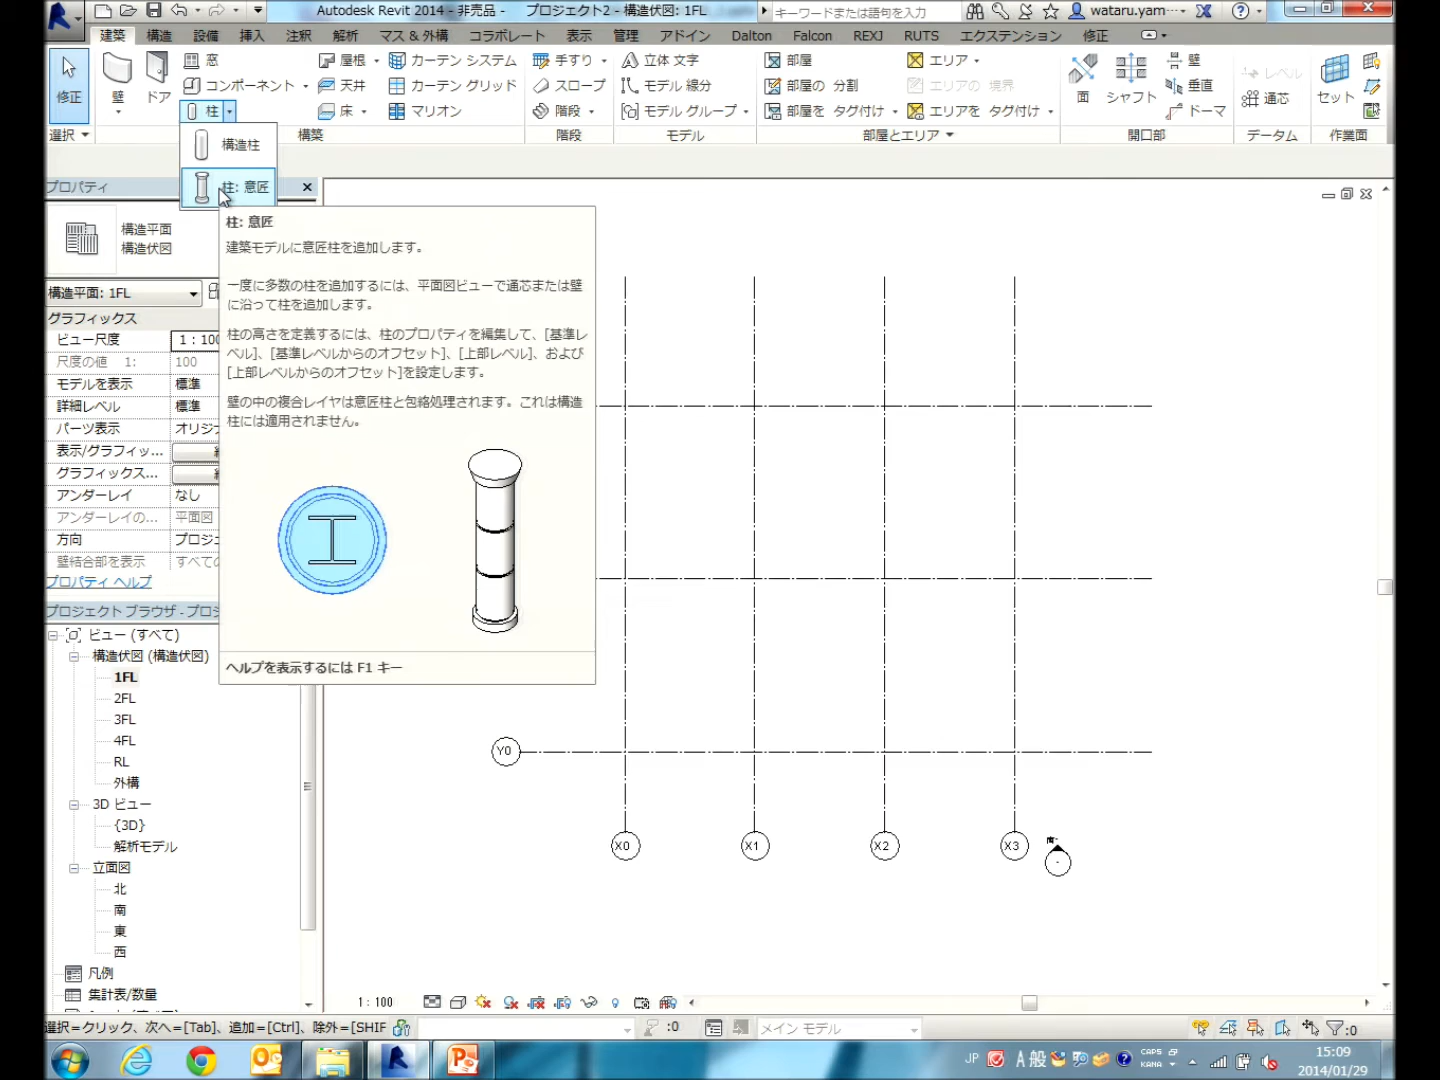 Autodesk Revit 2014 - 非売品 - プロジェクト2 - 構造伏図: 1FL
キーワードまたは語句を入力
wataru.yam…
建築 構造 設備 挿入 注釈 解析 マス & 外構 コラボレート 表示 管理 アドイン Dalton Falcon REXJ RUTS エクステンション 修正
窓 屋根 カーテン システム 手すり 立体 文字 部屋 エリア 壁 レベル
修正 壁 ドア コンポーネント 天井 カーテン グリッド スロープ モデル 線分 部屋の 分割 エリアの 境界 面 シャフト 垂直 通芯 セット
柱 床 マリオン 階段 モデル グループ 部屋を タグ付け エリアを タグ付け ドーマ
選択 構築 階段 モデル 部屋とエリア 開口部 データム 作業面
構造柱
柱: 意匠
プロパティ
構造平面
構造伏図
構造平面: 1FL
グラフィックス
ビュー尺度 1 : 100
尺度の値 1: 100
モデルを表示 標準
詳細レベル 標準
パーツ表示
表示/グラフィッ...
グラフィックス...
アンダーレイ なし
アンダーレイの... 平面図
方向
壁結合部を表示
プロパティ ヘルプ
柱: 意匠
建築モデルに意匠柱を追加します。
一度に多数の柱を追加するには、平面図ビューで通芯または壁
に沿って柱を追加します。
柱の高さを定義するには、柱のプロパティを編集して、[基準レ
ベル]、[基準レベルからのオフセット]、[上部レベル]、および
[上部レベルからのオフセット]を設定します。
壁の中の複合レイヤは意匠柱と包絡処理されます。これは構造
柱には適用されません。
ヘルプを表示するには F1 キー
プロジェクト ブラウザ - プロジ
ビュー (すべて)
構造伏図 (構造伏図)
1FL
2FL
3FL
4FL
RL
外構
3D ビュー
{3D}
解析モデル
立面図
北
南
東
西
凡例
集計表/数量
Y0
X0 X1 X2 X3
1 : 100
選択=クリック、次へ=[Tab]、追加=[Ctrl]、除外=[SHIF
:0 メイン モデル :0
JP A 般 CAPS KANA
15:09
2014/01/29